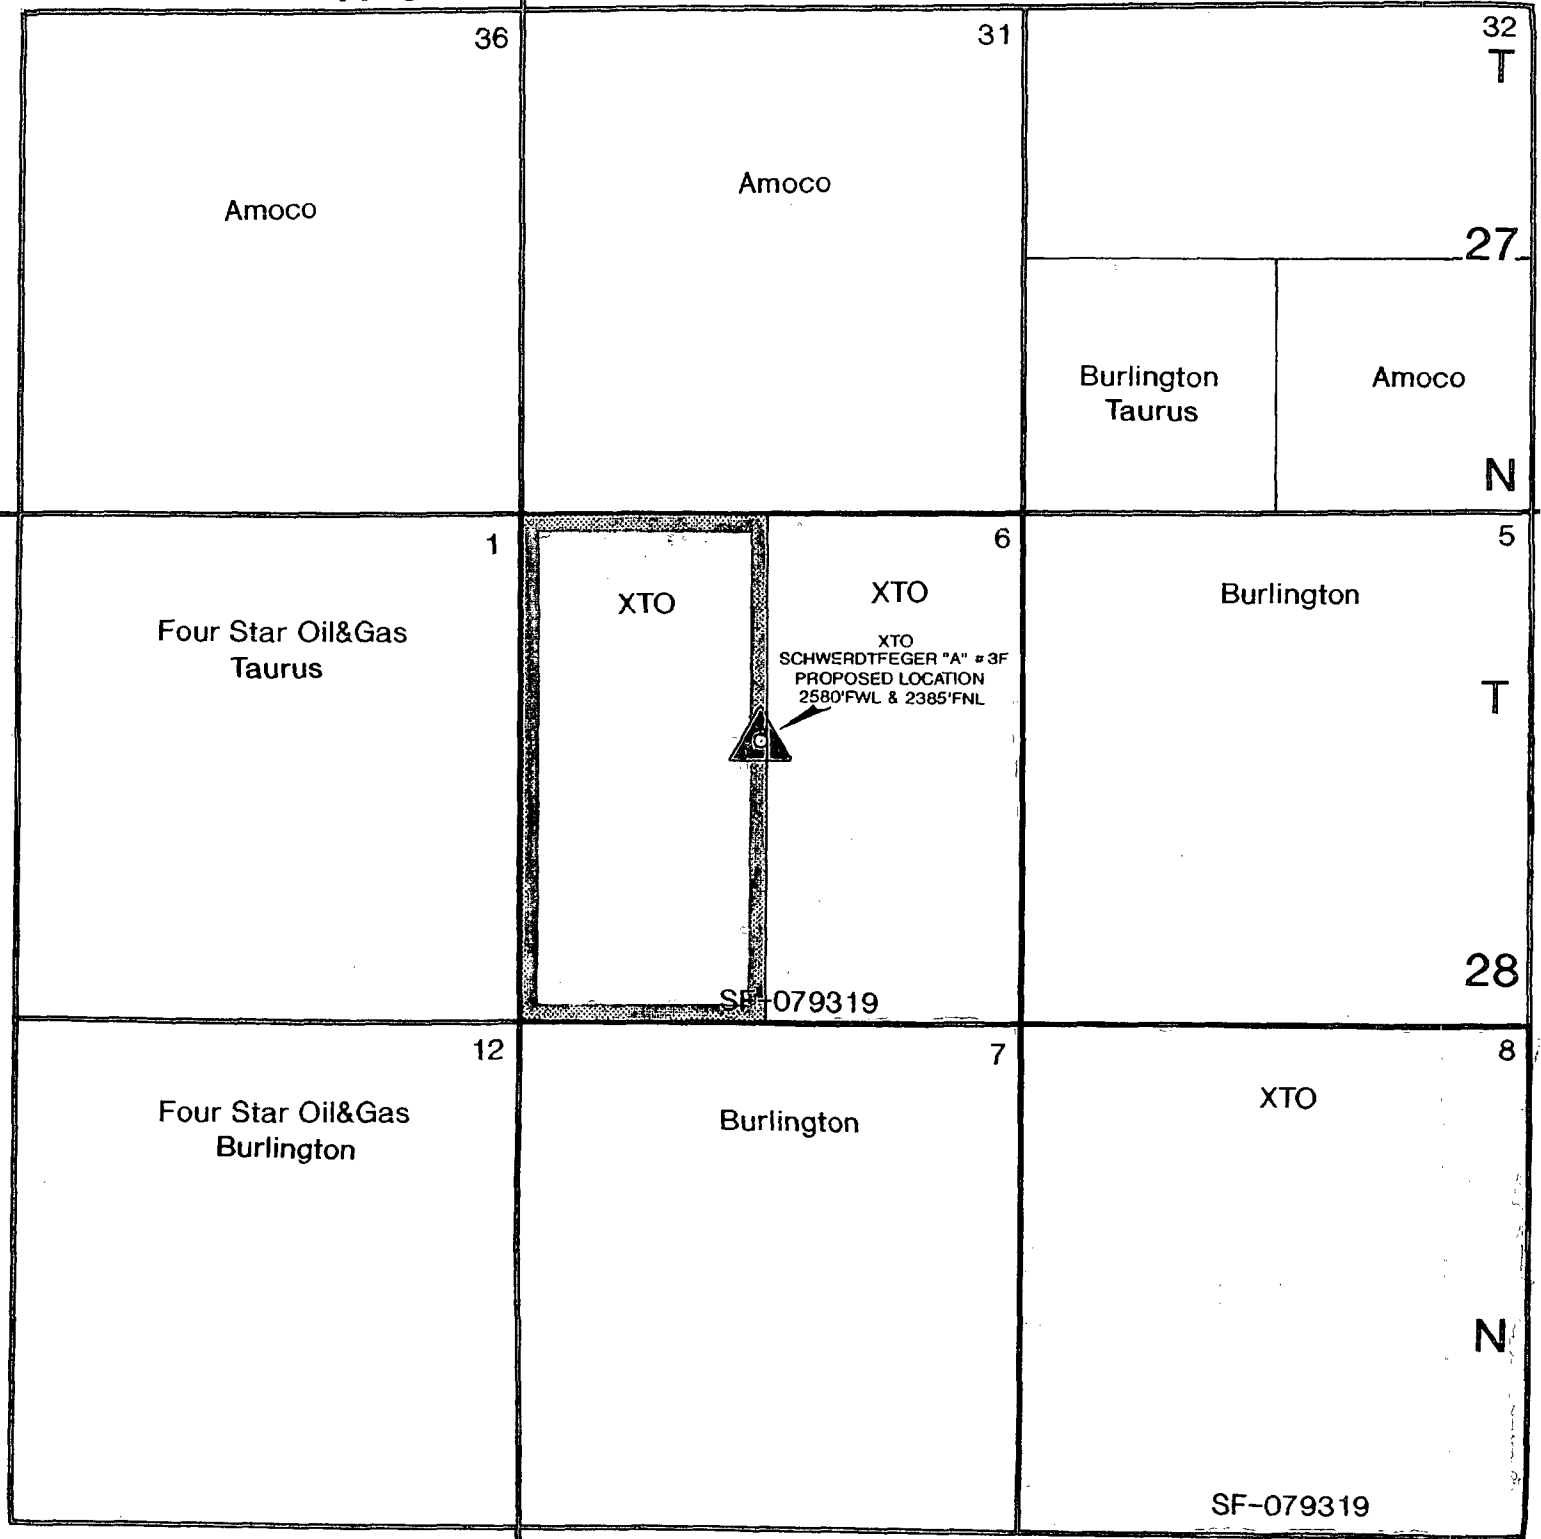 36
31
32
T
Amoco
Amoco
27
Burlington
Taurus
Amoco
N
1
6
5
XTO
XTO
Burlington
Four Star Oil&Gas
Taurus
XTO
SCHWERDTFEGER "A" #3F
PROPOSED LOCATION
2580'FWL & 2385'FNL
T
28
SF-079319
12
7
8
Four Star Oil&Gas
Burlington
Burlington
XTO
N
SF-079319